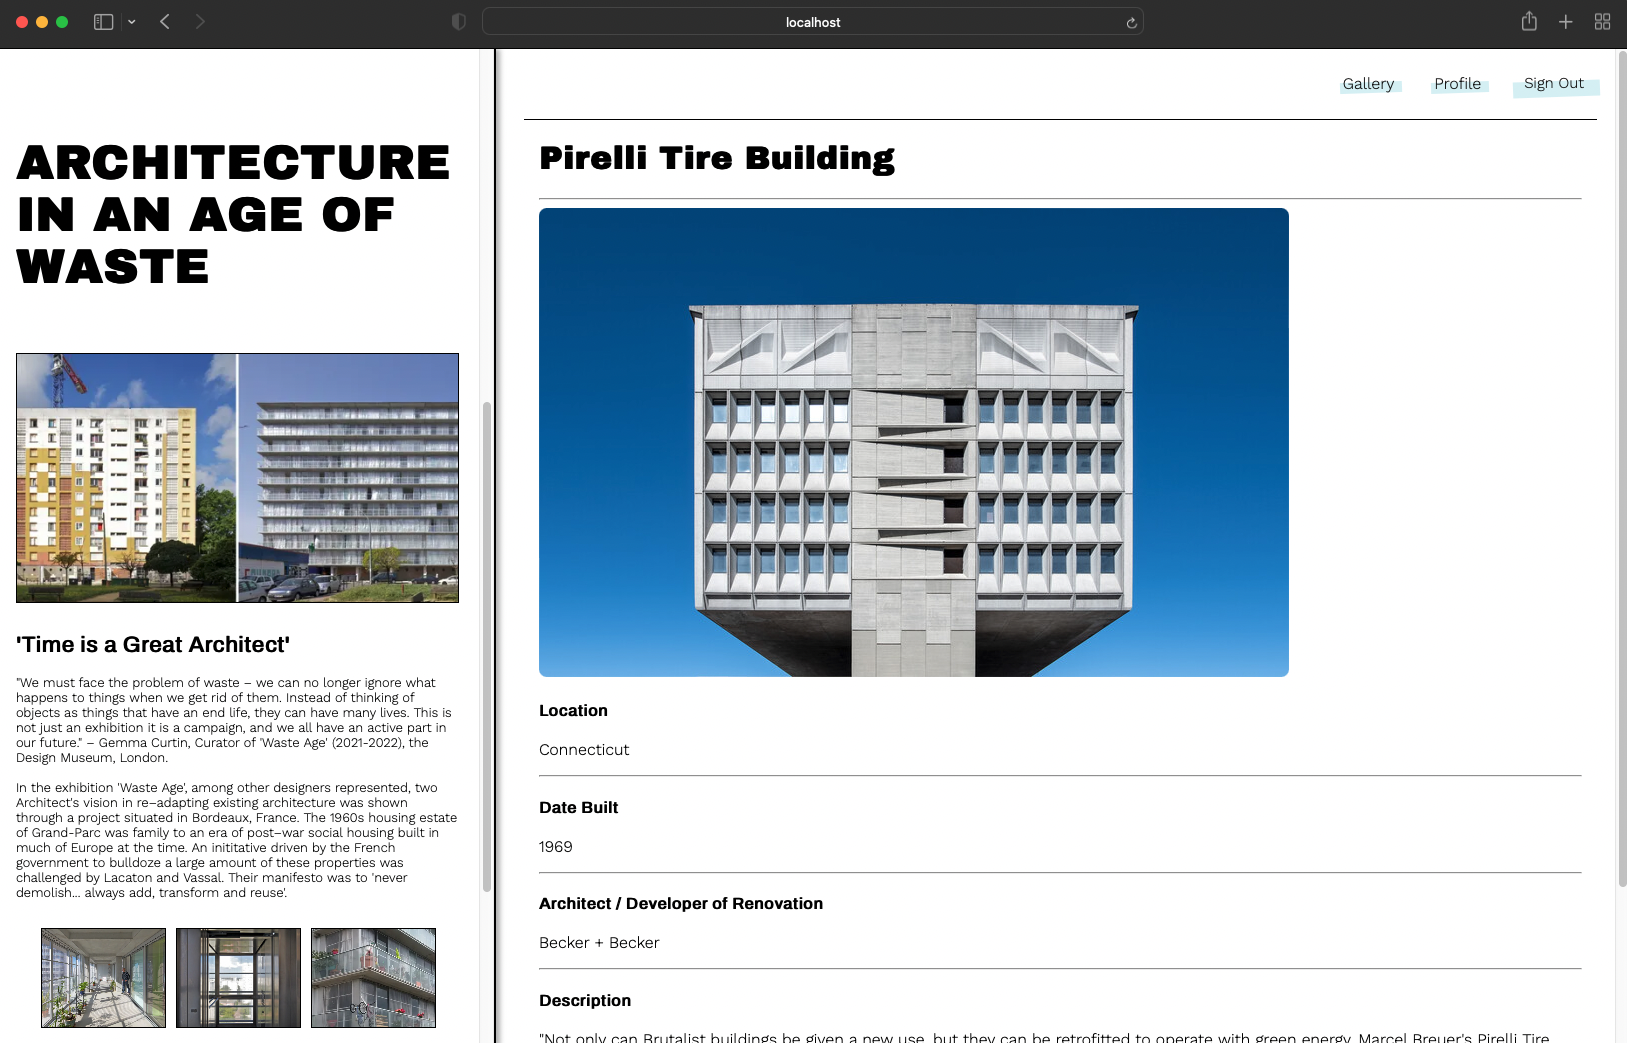 localhost
ARCHITECTURE
IN AN AGE OF
WASTE
'Time is a Great Architect'
"We must face the problem of waste – we can no longer ignore what
happens to things when we get rid of them. Instead of thinking of
objects as things that have an end life, they can have many lives. This is
not just an exhibition it is a campaign, and we all have an active part in
our future." – Gemma Curtin, Curator of 'Waste Age' (2021-2022), the
Design Museum, London.
In the exhibition 'Waste Age', among other designers represented, two
Architect's vision in re–adapting existing architecture was shown
through a project situated in Bordeaux, France. The 1960s housing estate
of Grand-Parc was family to an era of post–war social housing built in
much of Europe at the time. An inititative driven by the French
government to bulldoze a large amount of these properties was
challenged by Lacaton and Vassal. Their manifesto was to 'never
demolish... always add, transform and reuse'.
Gallery Profile Sign Out
Pirelli Tire Building
Location
Connecticut
Date Built
1969
Architect / Developer of Renovation
Becker + Becker
Description
"Not only can Brutalist buildings be given a new use, but they can be retrofitted to operate with green energy. Marcel Breuer's Pirelli Tire